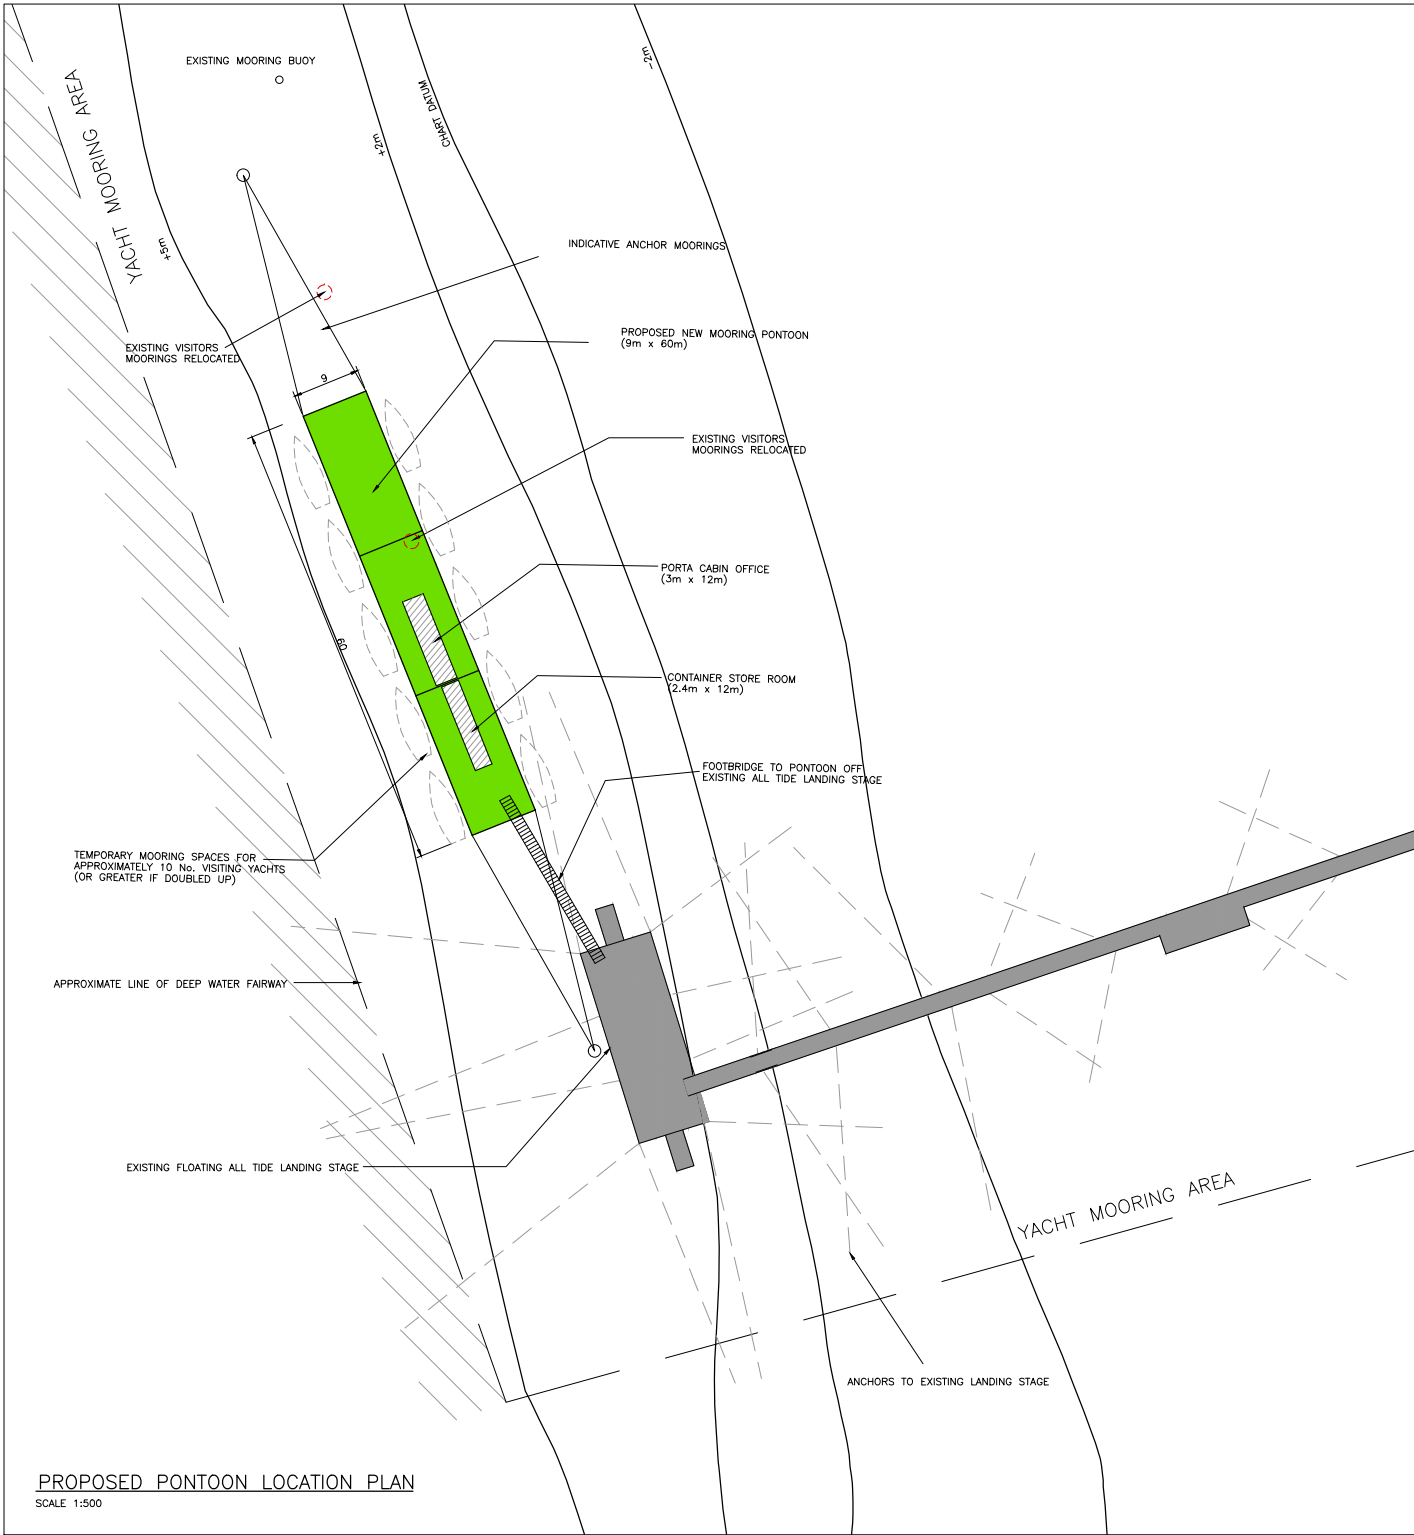 EXISTING MOORING BUOY
YACHT MOORING AREA
-2m
CHART DATUM
+2m
+5m
INDICATIVE ANCHOR MOORINGS
PROPOSED NEW MOORING PONTOON
(9m x 60m)
EXISTING VISITORS
MOORINGS RELOCATED
9
EXISTING VISITORS
MOORINGS RELOCATED
PORTA CABIN OFFICE
(3m x 12m)
60
CONTAINER STORE ROOM
(2.4m x 12m)
FOOTBRIDGE TO PONTOON OFF
EXISTING ALL TIDE LANDING STAGE
TEMPORARY MOORING SPACES FOR
APPROXIMATELY 10 No. VISITING YACHTS
(OR GREATER IF DOUBLED UP)
APPROXIMATE LINE OF DEEP WATER FAIRWAY
EXISTING FLOATING ALL TIDE LANDING STAGE
YACHT MOORING AREA
ANCHORS TO EXISTING LANDING STAGE
PROPOSED PONTOON LOCATION PLAN
SCALE 1:500